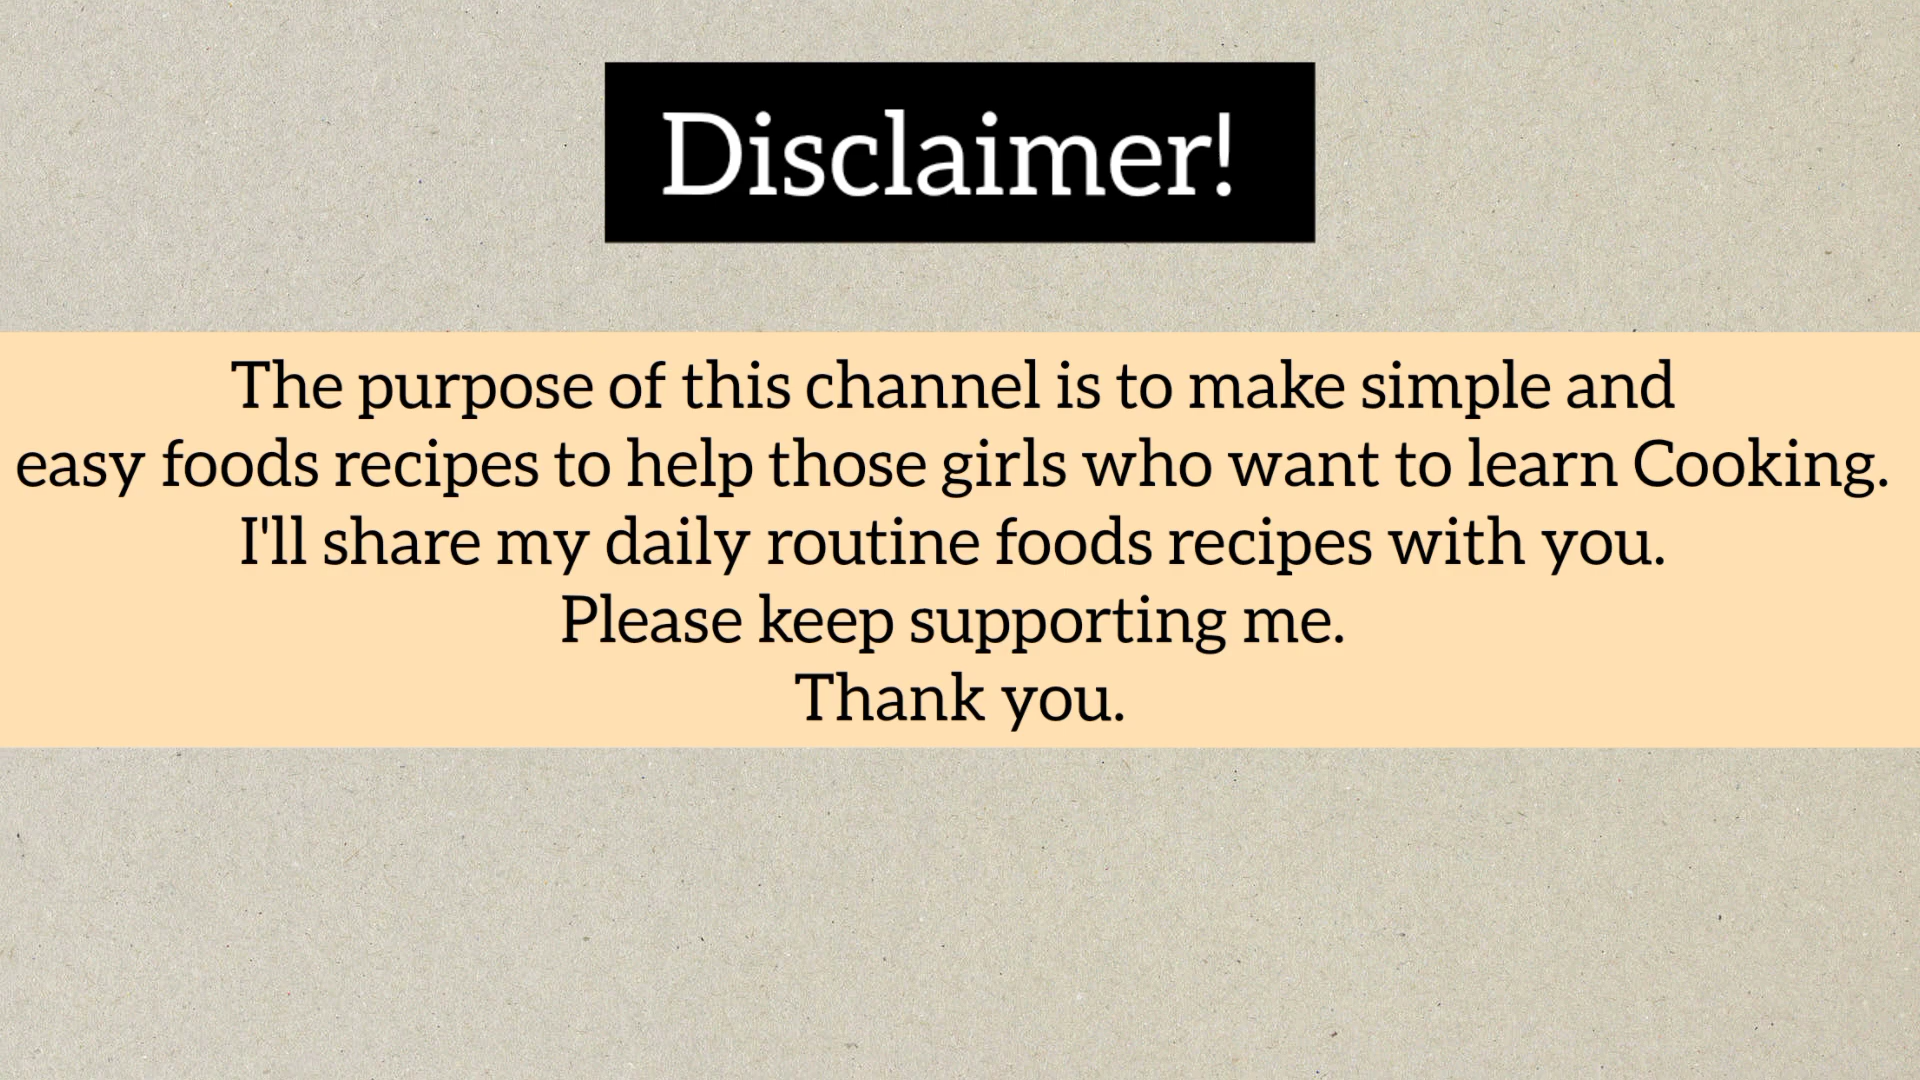 Disclaimer!
The purpose of this channel is to make simple and
easy foods recipes to help those girls who want to learn Cooking.
I'll share my daily routine foods recipes with you.
Please keep supporting me.
Thank you.